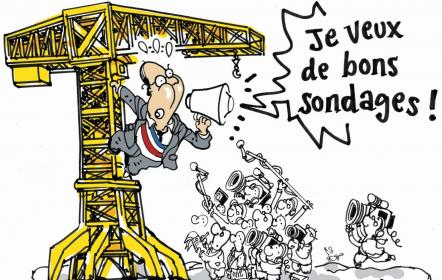 Je veux
de bons
sondages !